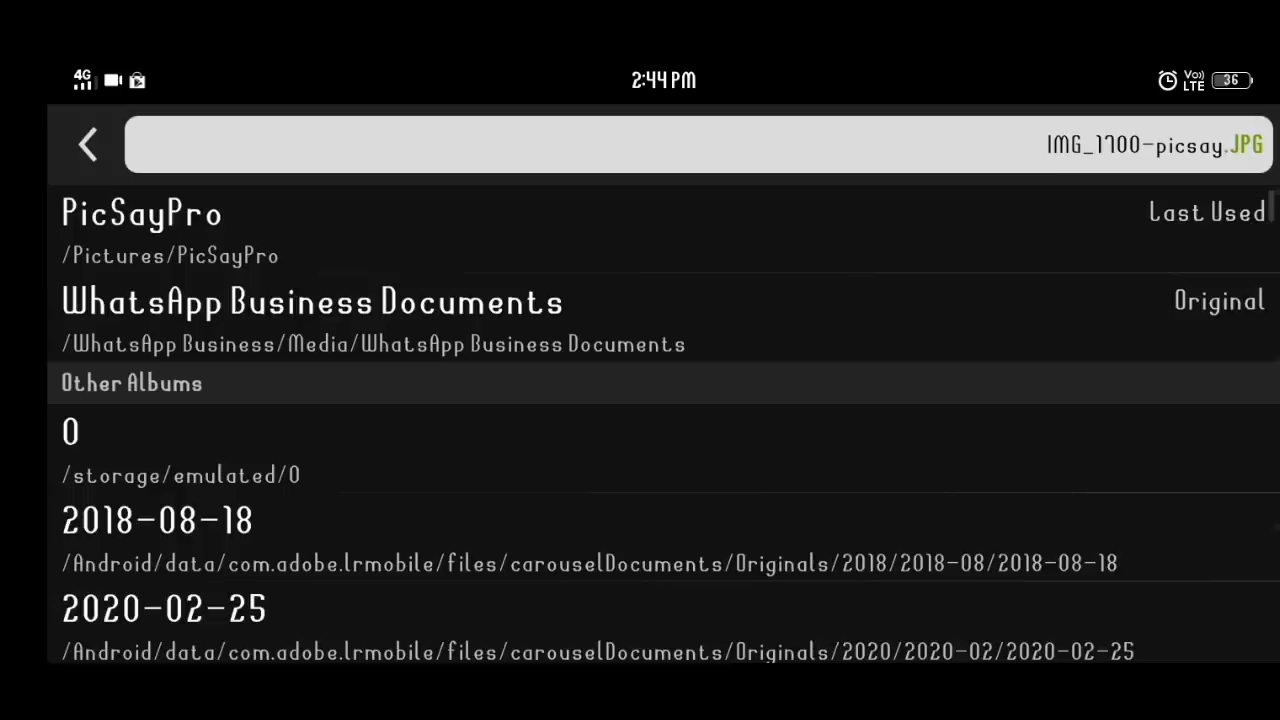 4G 2:44 PM Vo)) LTE 36
IMG_1700-picsay.JPG
PicSayPro Last Used
/Pictures/PicSayPro
WhatsApp Business Documents Original
/WhatsApp Business/Media/WhatsApp Business Documents
Other Albums
0
/storage/emulated/0
2018-08-18
/Android/data/com.adobe.lrmobile/files/carouselDocuments/Originals/2018/2018-08/2018-08-18
2020-02-25
/Android/data/com.adobe.lrmobile/files/carouselDocuments/Originals/2020/2020-02/2020-02-25